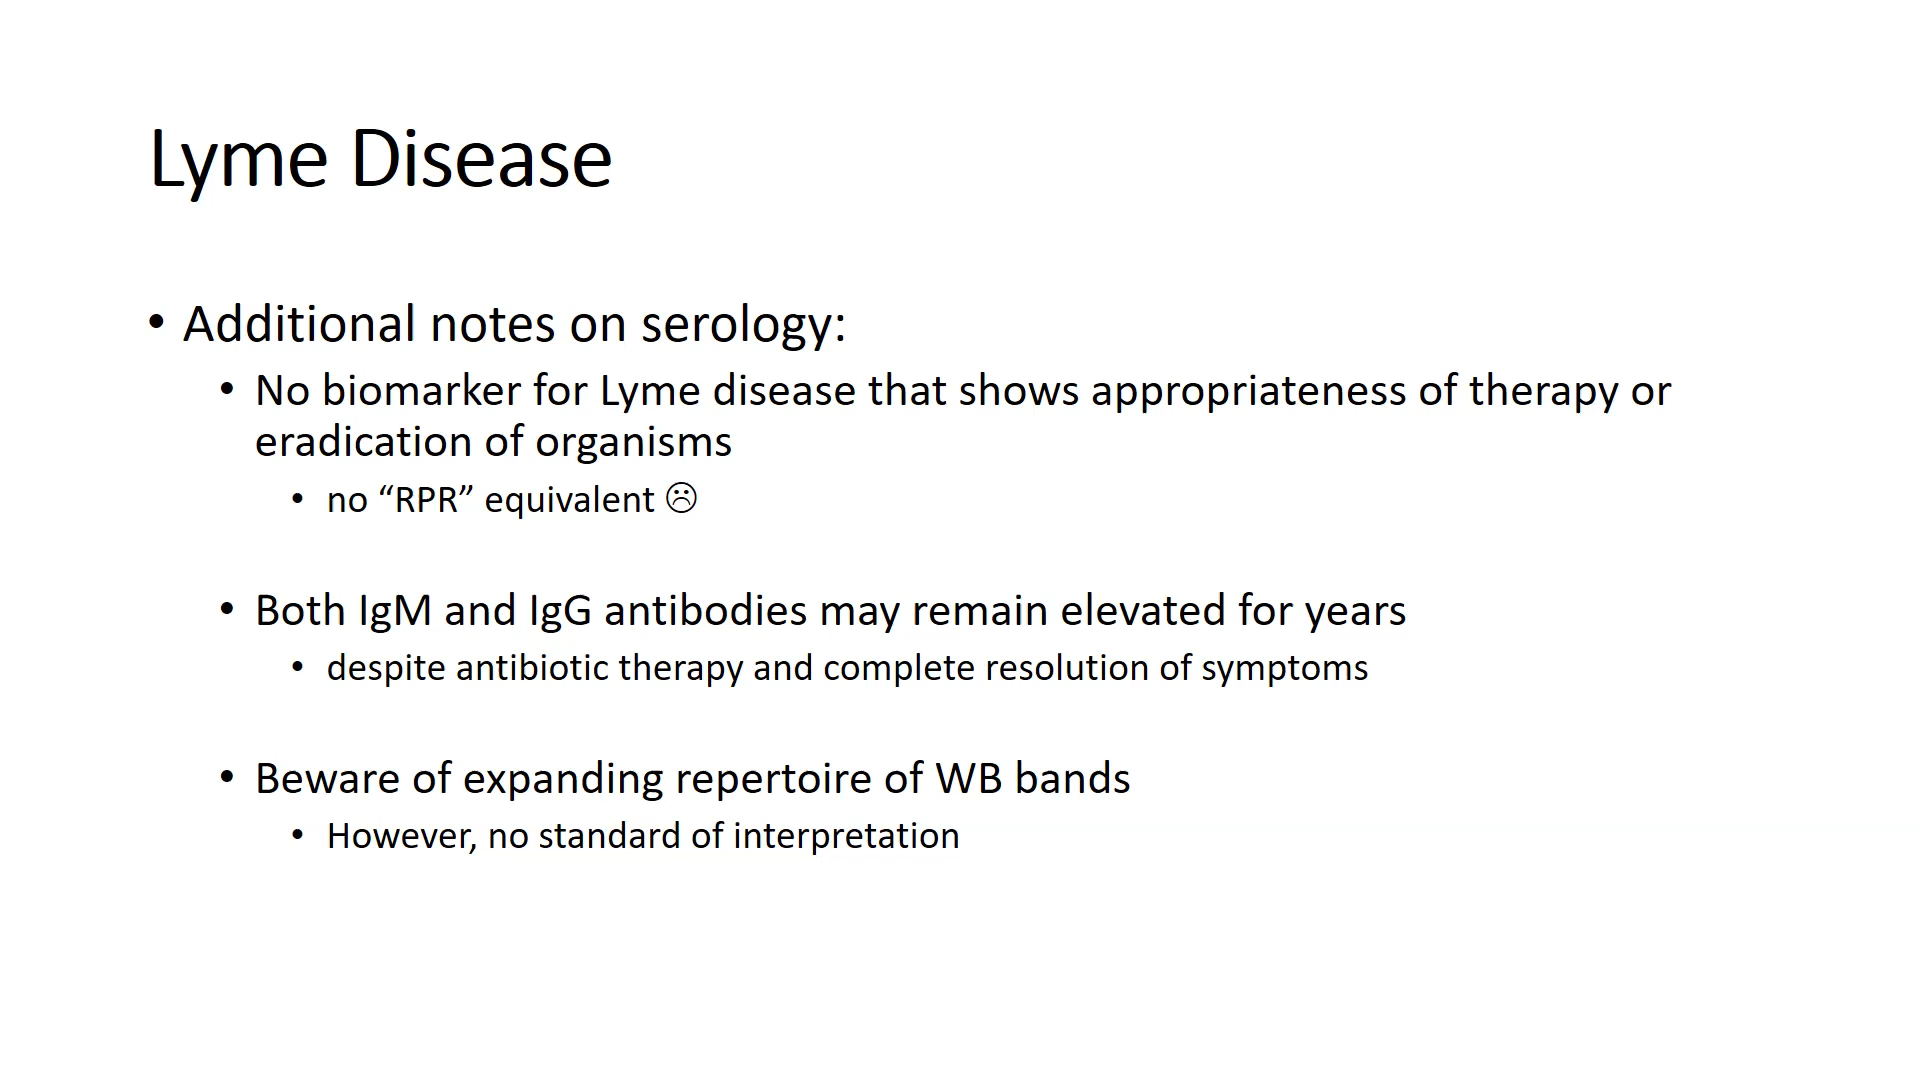 Lyme Disease
• Additional notes on serology:
• No biomarker for Lyme disease that shows appropriateness of therapy or
eradication of organisms
• no “RPR” equivalent ☹
• Both IgM and IgG antibodies may remain elevated for years
• despite antibiotic therapy and complete resolution of symptoms
• Beware of expanding repertoire of WB bands
• However, no standard of interpretation